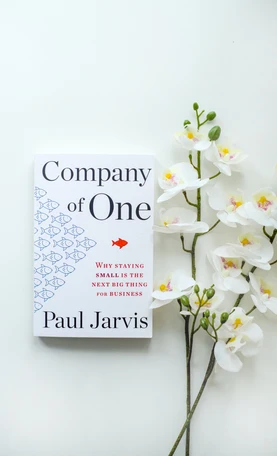 Company
of One
WHY STAYING
SMALL IS THE
NEXT BIG THING
FOR BUSINESS
Paul Jarvis